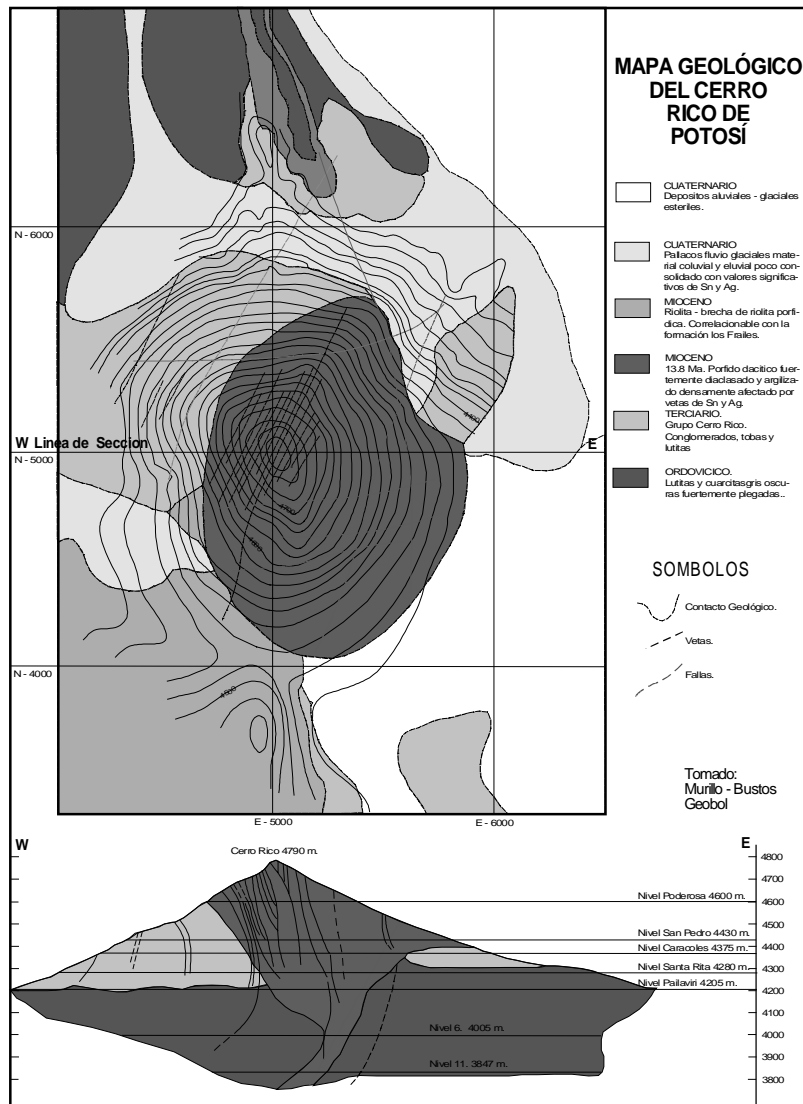 MAPA GEOLÓGICO
DEL CERRO
RICO DE
POTOSÍ
CUATERNARIO
Depositos aluviales - glaciales
esteriles.
CUATERNARIO
Pallacos fluvio glaciales mate-
rial coluvial y eluvial poco con-
solidado con valores significa-
tivos de Sn y Ag.
MIOCENO
Riolita - brecha de riolita porfi-
dica. Correlacionable con la
formación los Frailes.
MIOCENO
13.8 Ma. Porfido dacitico fuer-
temente diaclasado y argiliza-
do densamente afectado por
vetas de Sn y Ag.
TERCIARIO.
Grupo Cerro Rico.
Conglomerados, tobas y
lutitas
ORDOVICICO.
Lutitas y cuarcitasgris oscu-
ras fuertemente plegadas..
SOMBOLOS
Contacto Geológico.
Vetas.
Fallas.
Tomado:
Murillo - Bustos
Geobol
N - 6000
4400
W Linea de Seccion
E
N - 5000
4700
4600
N - 4000
4500
E - 5000
E - 6000
W
E
Cerro Rico 4790 m.
4800
4700
Nivel Poderosa 4600 m.
4600
4500
Nivel San Pedro 4430 m.
4400
Nivel Caracoles 4375 m.
4300
Nivel Santa Rita 4280 m.
4200
Nivel Pailaviri 4205 m.
4100
Nivel 6. 4005 m.
4000
3900
Nivel 11. 3847 m.
3800